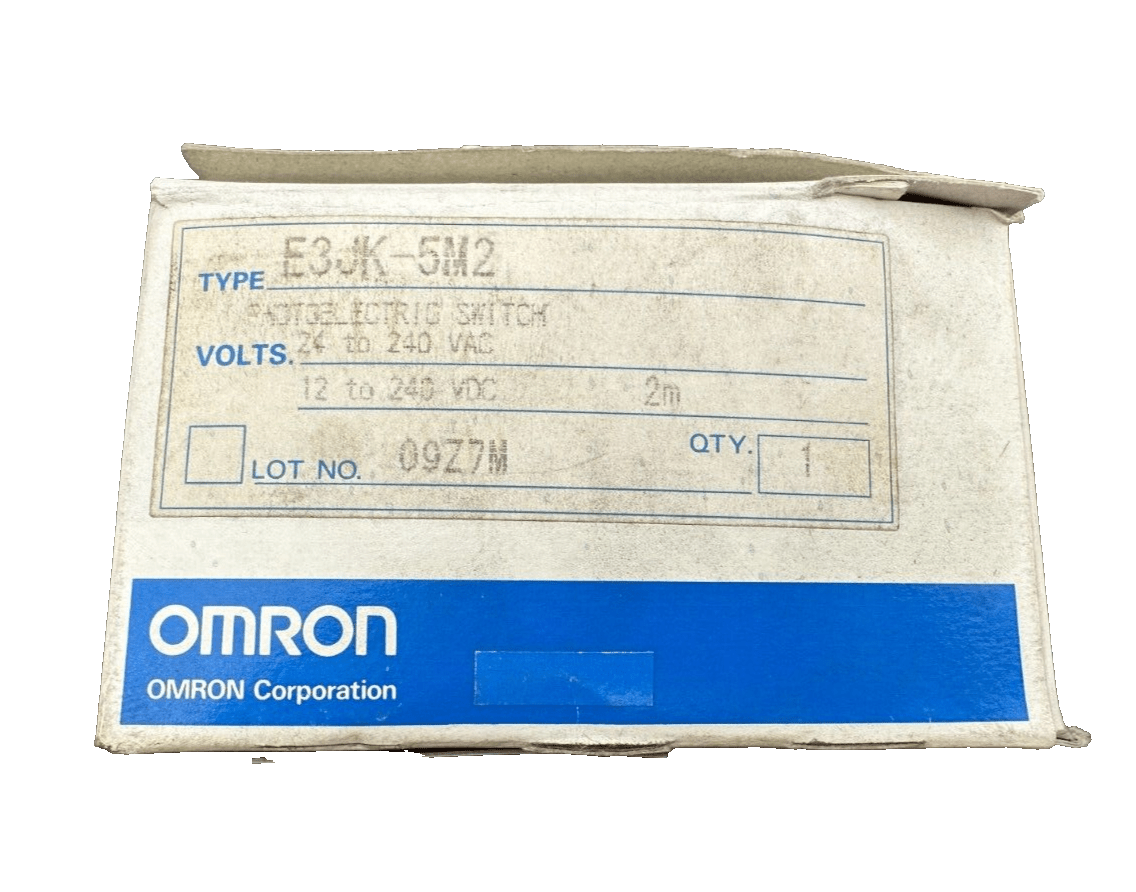 TYPE E3JK-5M2
PHOTOELECTRIC SWITCH
VOLTS. 24 to 240 VAC
12 to 240 VDC 2m
LOT NO. 09Z7M QTY. 1
OMRON
OMRON Corporation